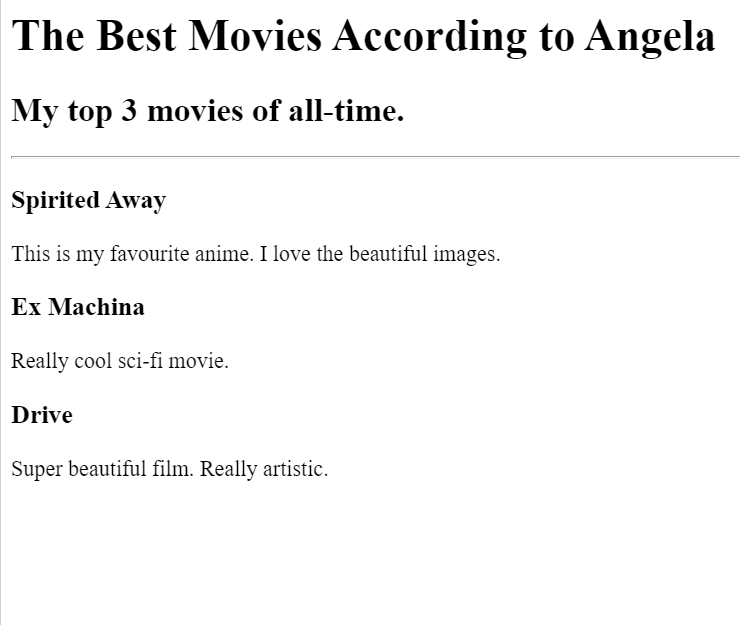 The Best Movies According to Angela
My top 3 movies of all-time.
Spirited Away
This is my favourite anime. I love the beautiful images.
Ex Machina
Really cool sci-fi movie.
Drive
Super beautiful film. Really artistic.